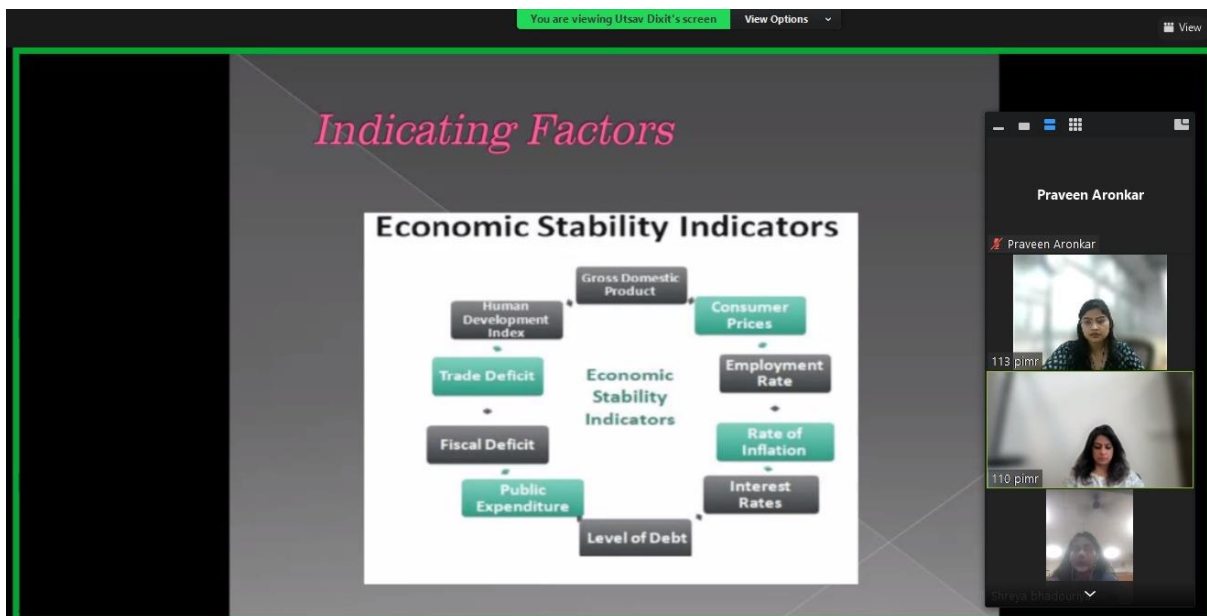 You are viewing Utsav Dixit's screen
View Options
View
Indicating Factors
Economic Stability Indicators
Gross Domestic
Product
Consumer
Prices
Employment
Rate
Rate of
Inflation
Interest
Rates
Level of Debt
Public
Expenditure
Fiscal Deficit
Trade Deficit
Human
Development
Index
Economic
Stability
Indicators
Praveen Aronkar
Praveen Aronkar
113 pimr
110 pimr
Shreya bhadouriya